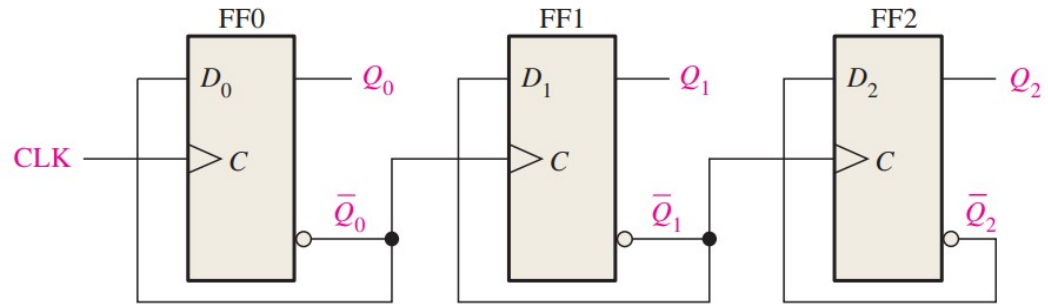 FF0 FF1 FF2
D₀ Q₀ D₁ Q₁ D₂ Q₂
CLK C C C
Q̅₀ Q̅₁ Q̅₂